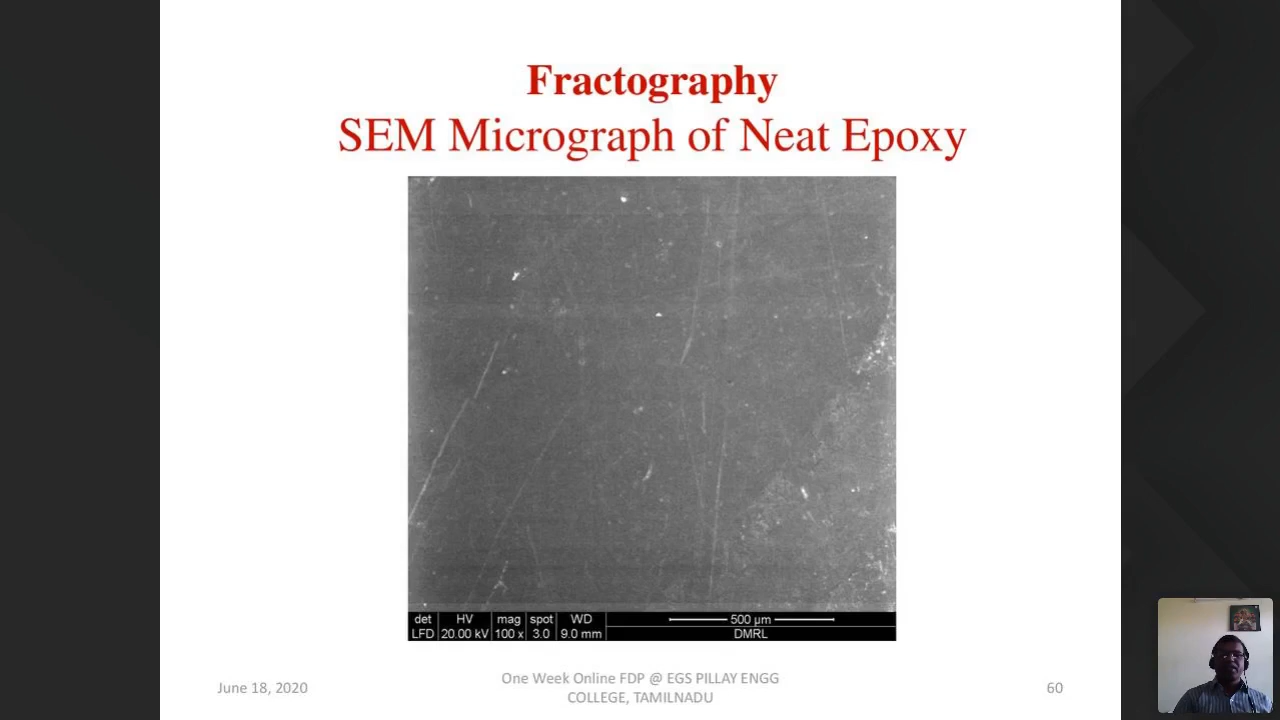 Fractography
SEM Micrograph of Neat Epoxy
det HV mag spot WD 500 µm
LFD 20.00 kV 100 x 3.0 9.0 mm DMRL
June 18, 2020
One Week Online FDP @ EGS PILLAY ENGG
COLLEGE, TAMILNADU
60